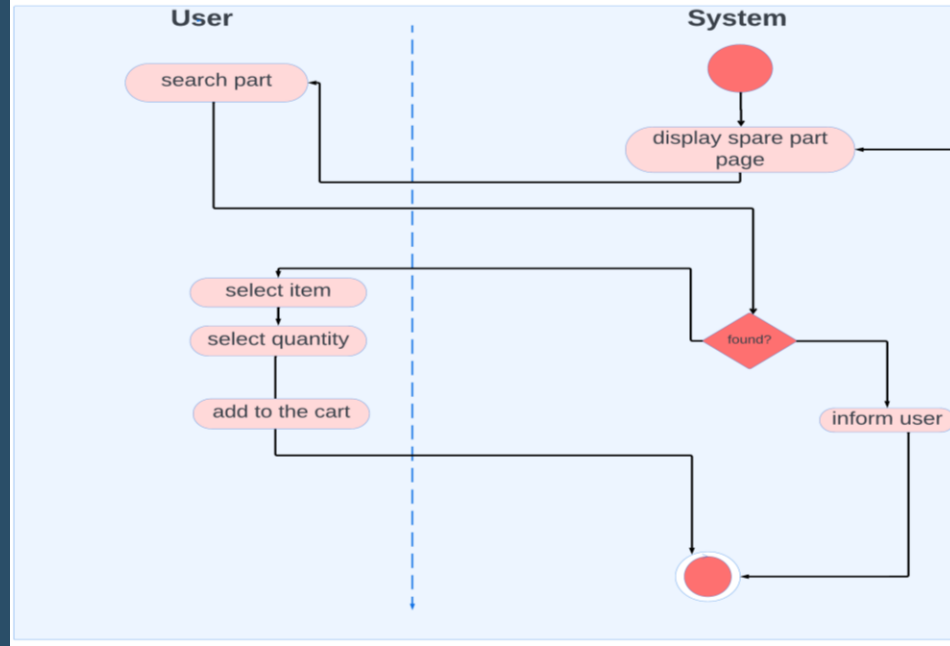 User
System
search part
display spare part
page
select item
select quantity
found?
add to the cart
inform user